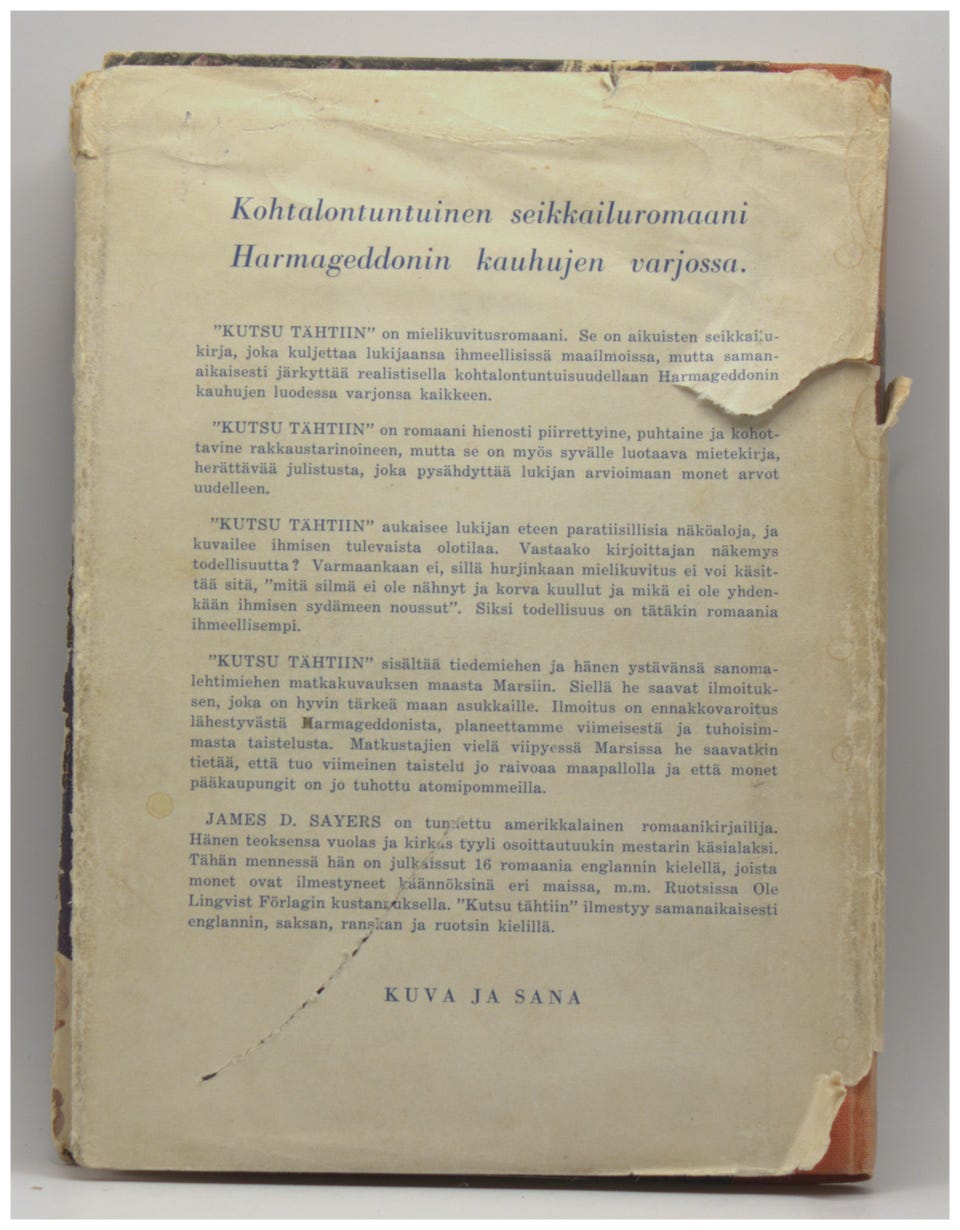 Kohtalontuntuinen seikkailuromaani
Harmageddonin kauhujen varjossa.
"KUTSU TÄHTIIN" on mielikuvitusromaani. Se on aikuisten seikkailu-
kirja, joka kuljettaa lukijaansa ihmeellisissä maailmoissa, mutta saman-
aikaisesti järkyttää realistisella kohtalontuntuisuudellaan Harmageddonin
kauhujen luodessa varjonsa kaikkeen.
"KUTSU TÄHTIIN" on romaani hienosti piirrettyine, puhtaine ja kohot-
tavine rakkaustarinoineen, mutta se on myös syvälle luotaava mietekirja,
herättävää julistusta, joka pysähdyttää lukijan arvioimaan monet arvot
uudelleen.
"KUTSU TÄHTIIN" aukaisee lukijan eteen paratiisillisia näköaloja, ja
kuvailee ihmisen tulevaista olotilaa. Vastaako kirjoittajan näkemys
todellisuutta? Varmaankaan ei, sillä hurjinkaan mielikuvitus ei voi käsit-
tää sitä, "mitä silmä ei ole nähnyt ja korva kuullut ja mikä ei ole yhden-
kään ihmisen sydämeen noussut". Siksi todellisuus on tätäkin romaania
ihmeellisempi.
"KUTSU TÄHTIIN" sisältää tiedemiehen ja hänen ystävänsä sanoma-
lehtimiehen matkakuvauksen maasta Marsiin. Siellä he saavat ilmoituk-
sen, joka on hyvin tärkeä maan asukkaille. Ilmoitus on ennakkovaroitus
lähestyvästä Harmageddonista, planeettamme viimeisestä ja tuhoisim-
masta taistelusta. Matkustajien vielä viipyessä Marsissa he saavatkin
tietää, että tuo viimeinen taistelu jo raivoaa maapallolla ja että monet
pääkaupungit on jo tuhottu atomipommeilla.
JAMES D. SAYERS on tunnettu amerikkalainen romaanikirjailija.
Hänen teoksensa vuolas ja kirkas tyyli osoittautuukin mestarin käsialaksi.
Tähän mennessä hän on julkaissut 16 romaania englannin kielellä, joista
monet ovat ilmestyneet käännöksinä eri maissa, m.m. Ruotsissa Ole
Lingvist Förlagin kustannuksella. "Kutsu tähtiin" ilmestyy samanaikaisesti
englannin, saksan, ranskan ja ruotsin kielillä.
KUVA JA SANA